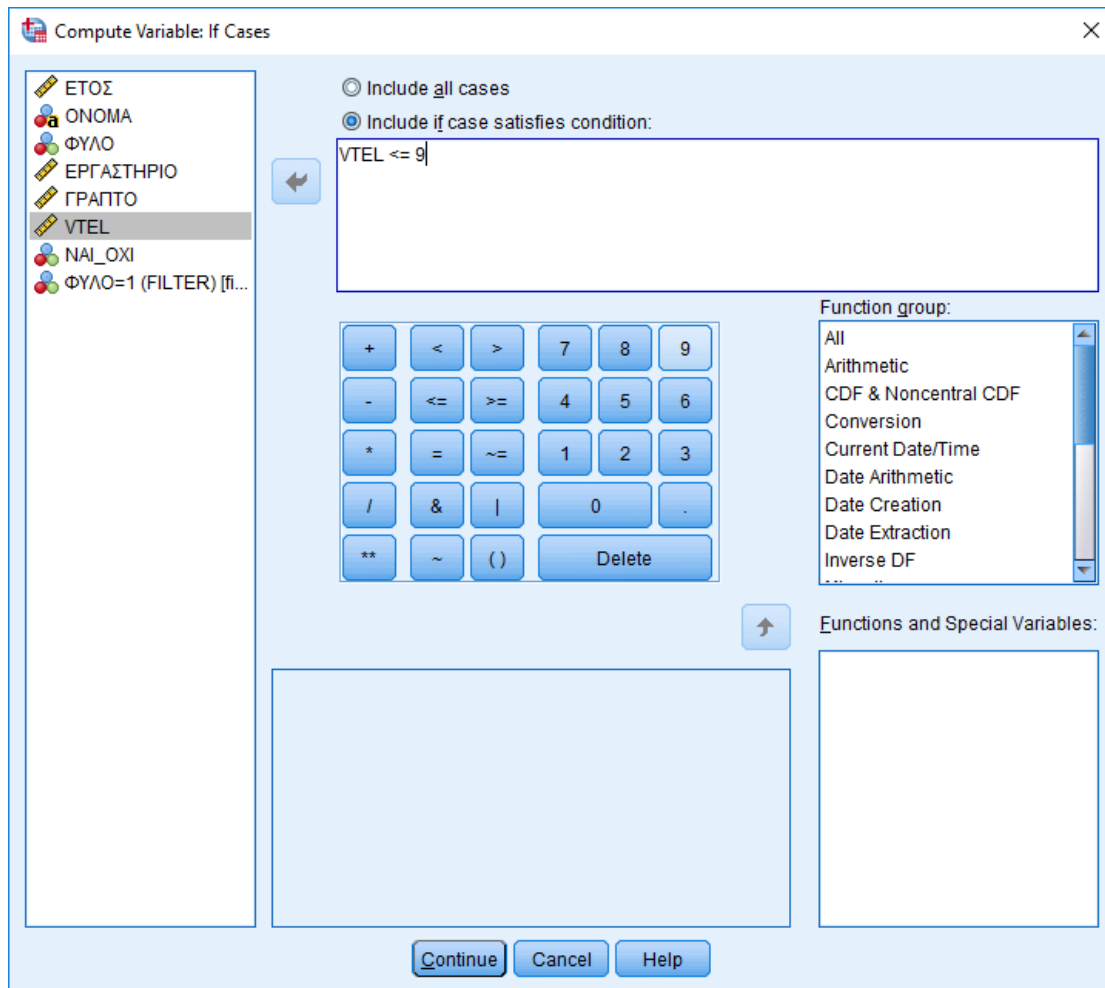 Compute Variable: If Cases
ΕΤΟΣ
ΟΝΟΜΑ
ΦΥΛΟ
ΕΡΓΑΣΤΗΡΙΟ
ΓΡΑΠΤΟ
VTEL
ΝΑΙ_ΟΧΙ
ΦΥΛΟ=1 (FILTER) [fi...
Include all cases
Include if case satisfies condition:
VTEL <= 9
+ < > 7 8 9
- <= >= 4 5 6
* = ~= 1 2 3
/ & | 0 .
** ~ ( ) Delete
Function group:
All
Arithmetic
CDF & Noncentral CDF
Conversion
Current Date/Time
Date Arithmetic
Date Creation
Date Extraction
Inverse DF
Functions and Special Variables:
Continue Cancel Help